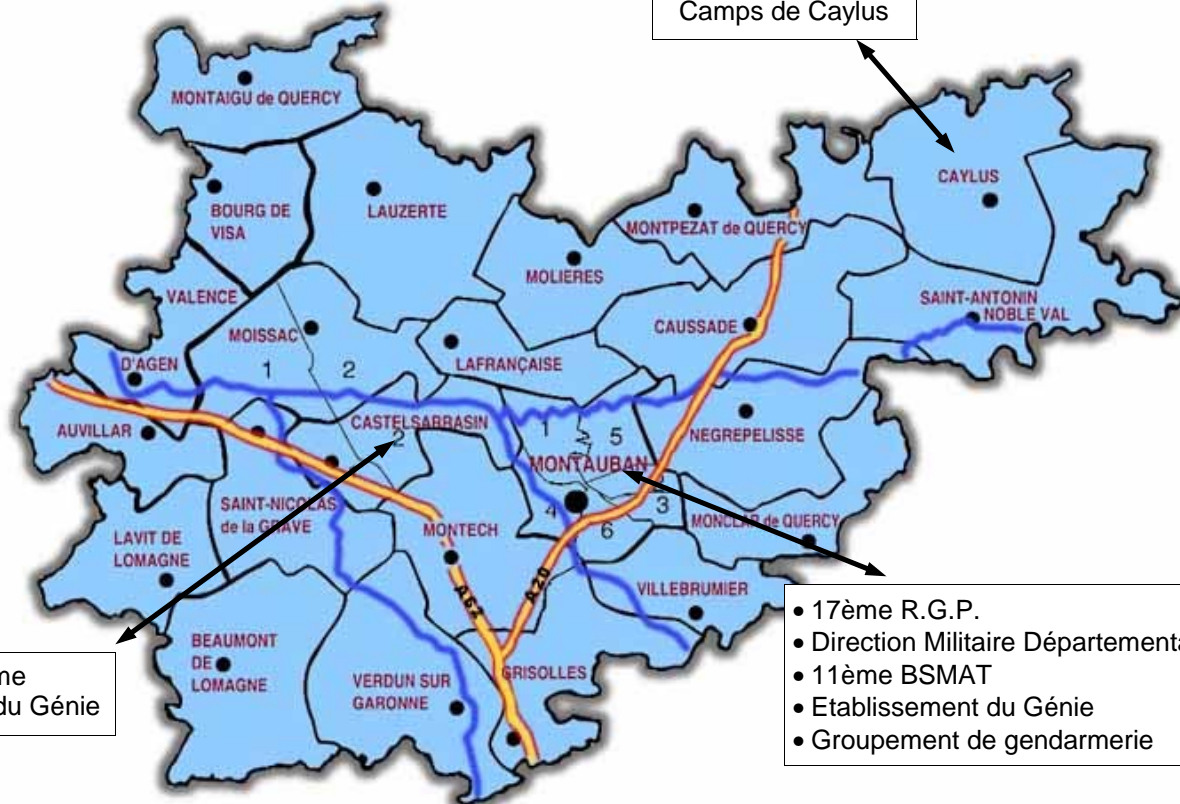 Camps de Caylus
MONTAIGU de QUERCY
CAYLUS
BOURG DE
VISA
LAUZERTE
MONTPEZAT de QUERCY
MOLIERES
VALENCE
SAINT-ANTONIN
NOBLE VAL
MOISSAC
CAUSSADE
D'AGEN
LAFRANÇAISE
1
2
CASTELSARRASIN
2
AUVILLAR
1
2
5
NEGREPELISSE
MONTAUBAN
SAINT-NICOLAS
de la GRAVE
4
3
6
MONTECH
MONCLAR de QUERCY
LAVIT DE
LOMAGNE
A62
A20
VILLEBRUMIER
• 17ème R.G.P.
• Direction Militaire Départementa
• 11ème BSMAT
• Etablissement du Génie
• Groupement de gendarmerie
BEAUMONT
DE
LOMAGNE
GRISOLLES
VERDUN SUR
GARONNE
du Génie